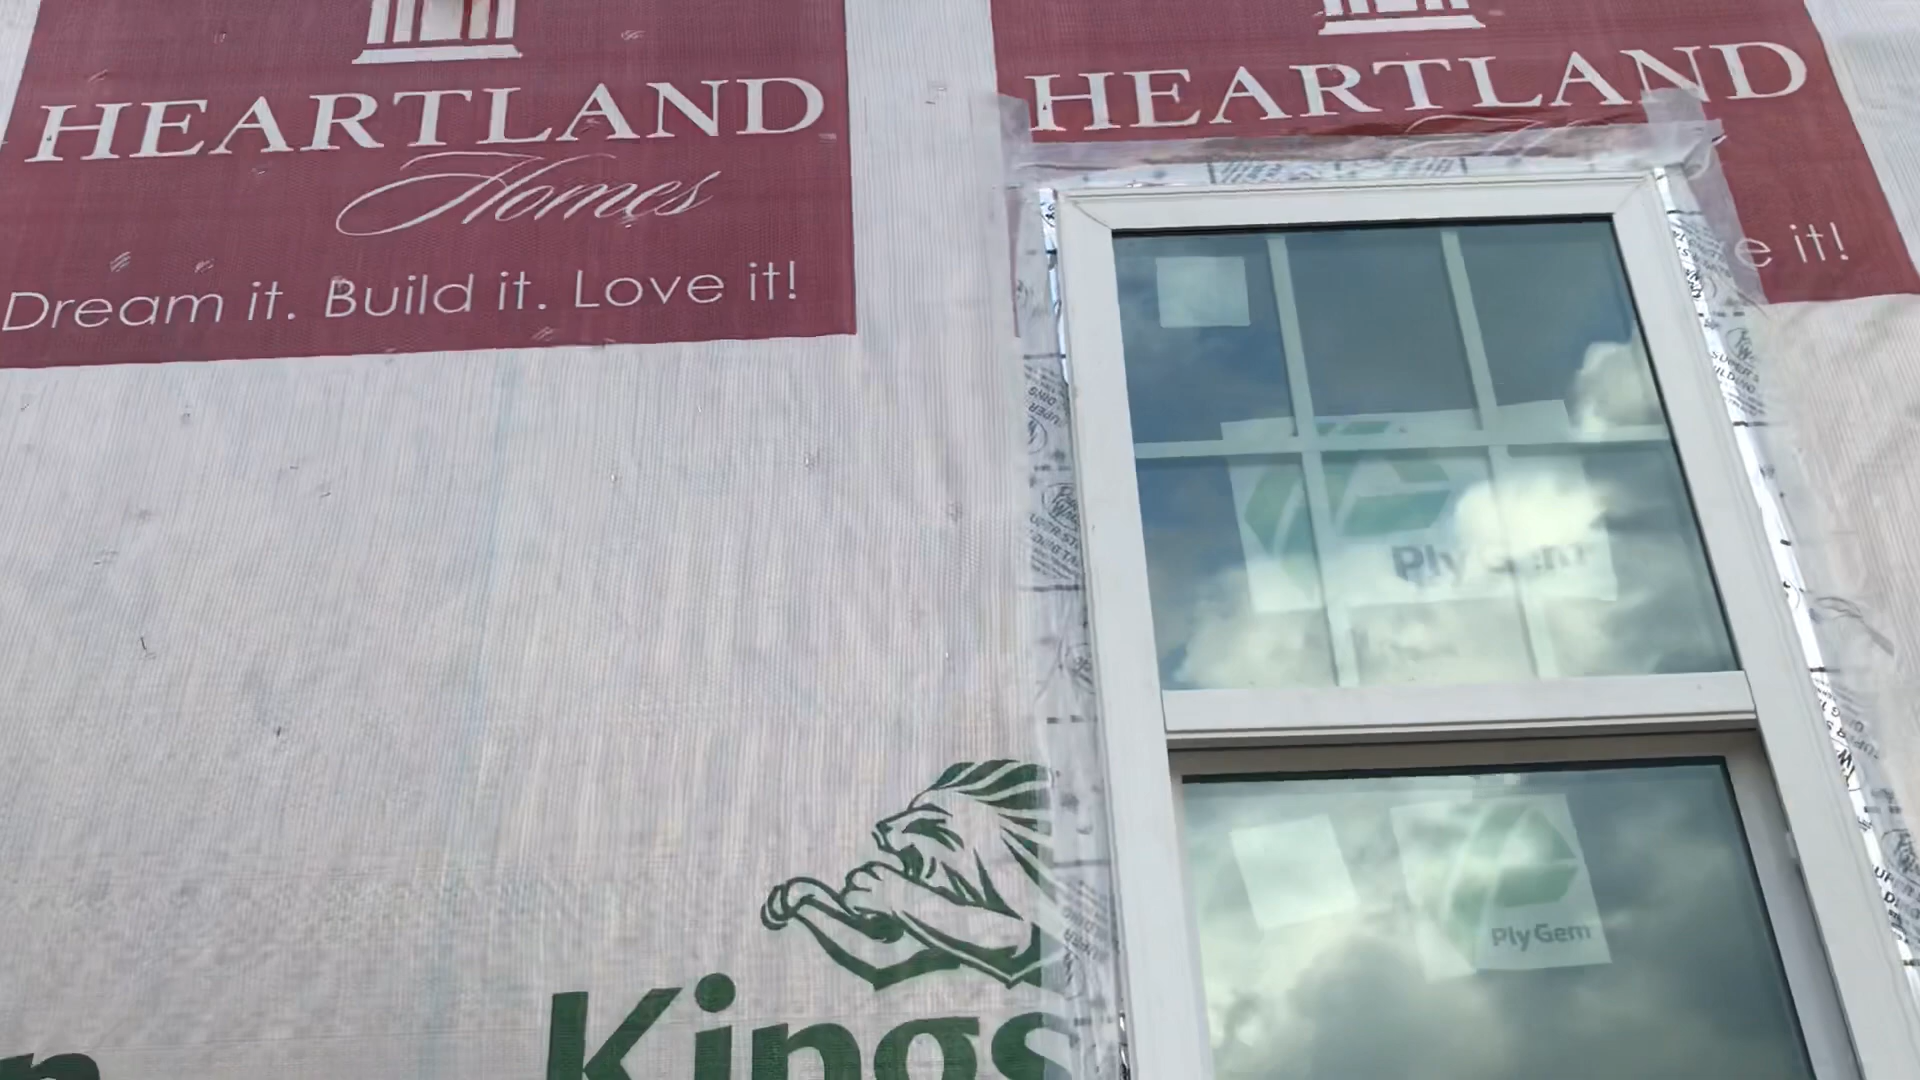 HEARTLAND
Homes
Dream it. Build it. Love it!
HEARTLAND
e it!
Ply Gem
Ply Gem
Kings
n